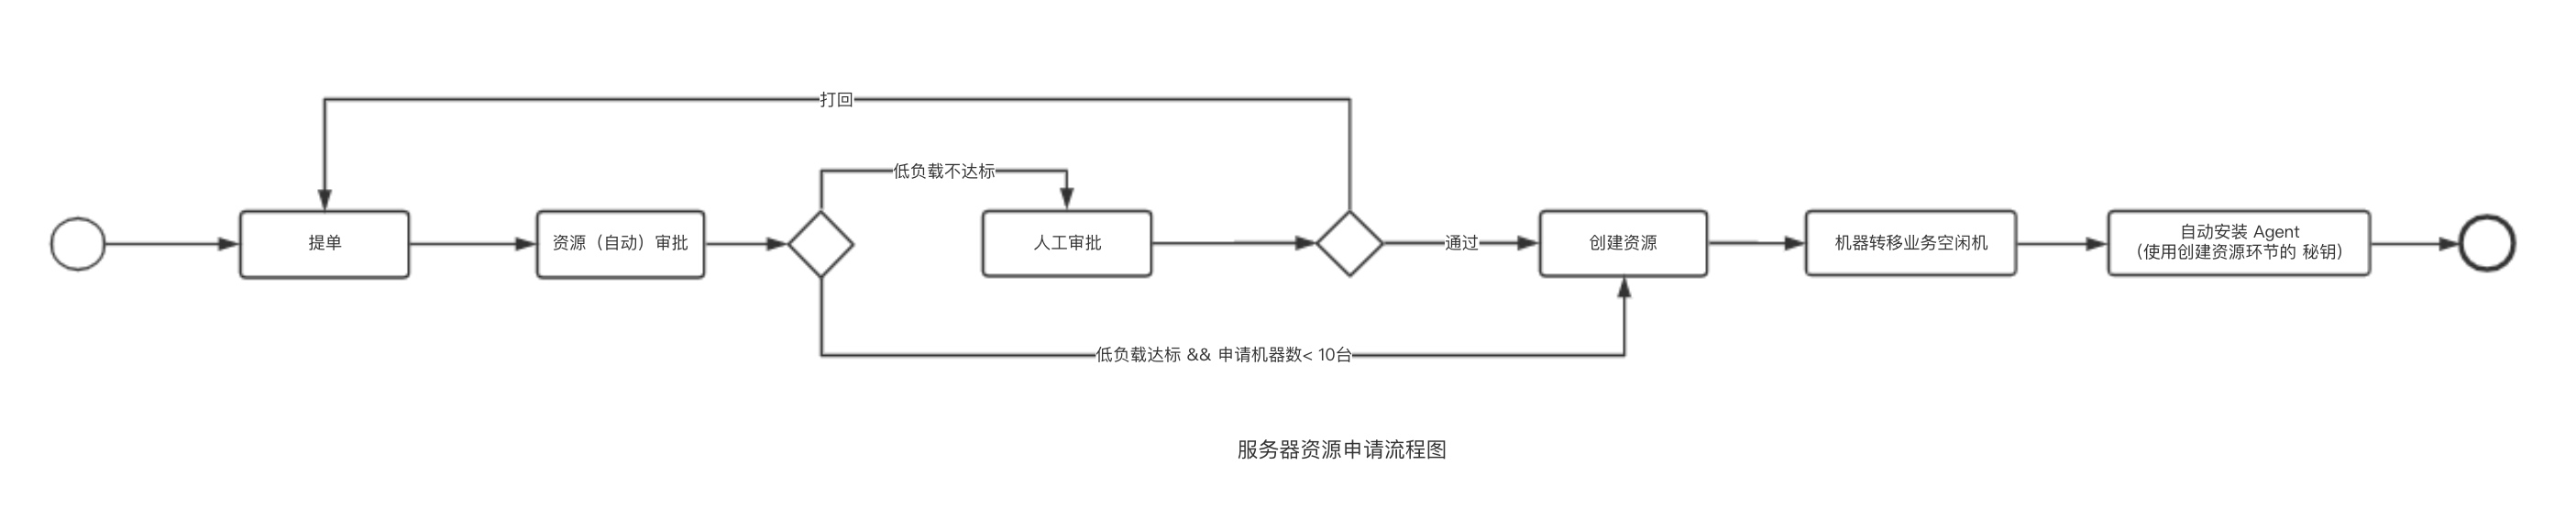 打回
低负载不达标
提单
资源（自动）审批
人工审批
通过
创建资源
机器转移业务空闲机
自动安装 Agent
(使用创建资源环节的 秘钥)
低负载达标 && 申请机器数< 10台
服务器资源申请流程图